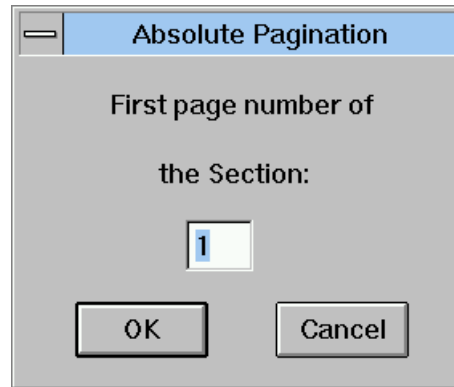 Absolute Pagination
First page number of
the Section:
1
OK Cancel